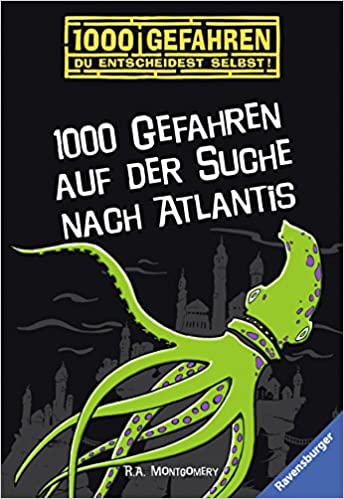 1000 GEFAHREN
DU ENTSCHEIDEST SELBST!
1000 GEFAHREN
AUF DER SUCHE
NACH ATLANTIS
R.A. MONTGOMERY
Ravensburger